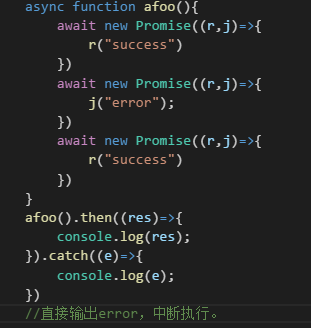 async function afoo(){
    await new Promise((r,j)=>{
        r("success")
    })
    await new Promise((r,j)=>{
        j("error");
    })
    await new Promise((r,j)=>{
        r("success")
    })
}
afoo().then((res)=>{
    console.log(res);
}).catch((e)=>{
    console.log(e);
})
//直接输出error，中断执行。